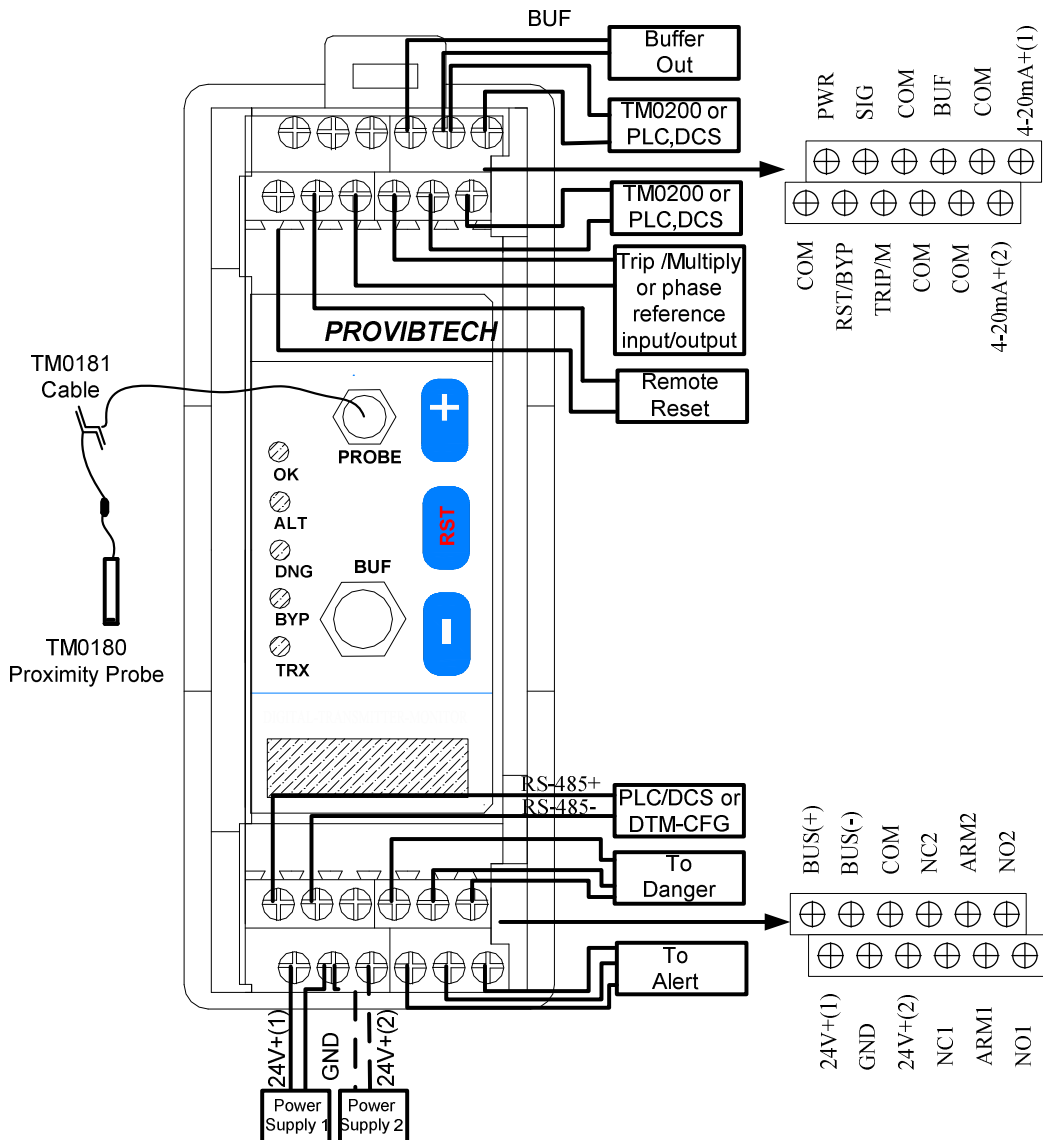 BUF
Buffer
Out
TM0200 or
PLC,DCS
TM0200 or
PLC,DCS
Trip /Multiply
or phase
reference
input/output
Remote
Reset
PWR
SIG
COM
BUF
COM
4-20mA+(1)
COM
RST/BYP
TRIP/M
COM
COM
4-20mA+(2)
PROVIBTECH
TM0181
Cable
PROBE
+
OK
ALT
RST
DNG
BUF
BYP
-
TRX
TM0180
Proximity Probe
RS-485+
RS-485-
PLC/DCS or
DTM-CFG
To
Danger
To
Alert
BUS(+)
BUS(-)
COM
NC2
ARM2
NO2
24V+(1)
GND
24V+(2)
NC1
ARM1
NO1
24V+(1)
GND
24V+(2)
Power
Supply 1
Power
Supply 2